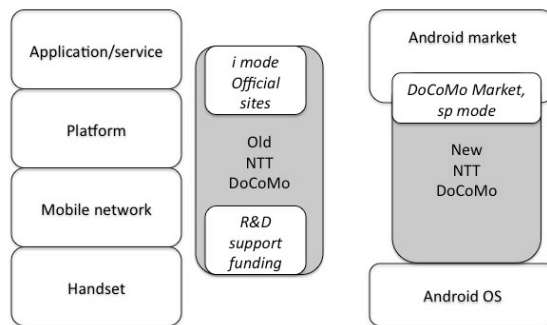 Application/service
Platform
Mobile network
Handset
i mode
Official
sites
Old
NTT
DoCoMo
R&D
support
funding
Android market
DoCoMo Market,
sp mode
New
NTT
DoCoMo
Android OS